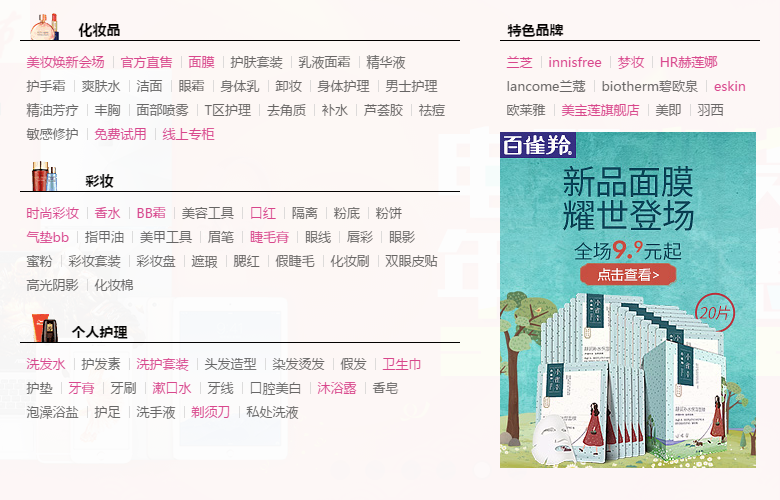 化妆品
美妆焕新会场 官方直售 面膜 护肤套装 乳液面霜 精华液
护手霜 爽肤水 洁面 眼霜 身体乳 卸妆 身体护理 男士护理
精油芳疗 丰胸 面部喷雾 T区护理 去角质 补水 芦荟胶 祛痘
敏感修护 免费试用 线上专柜
彩妆
时尚彩妆 香水 BB霜 美容工具 口红 隔离 粉底 粉饼
气垫bb 指甲油 美甲工具 眉笔 睫毛膏 眼线 唇彩 眼影
蜜粉 彩妆套装 彩妆盘 遮瑕 腮红 假睫毛 化妆刷 双眼皮贴
高光阴影 化妆棉
个人护理
洗发水 护发素 洗护套装 头发造型 染发烫发 假发 卫生巾
护垫 牙膏 牙刷 漱口水 牙线 口腔美白 沐浴露 香皂
泡澡浴盐 护足 洗手液 剃须刀 私处洗液
特色品牌
兰芝 innisfree 梦妆 HR赫莲娜
lancome兰蔻 biotherm碧欧泉 eskin
欧莱雅 美宝莲旗舰店 美即 羽西
百雀羚
新品面膜
耀世登场
全场9.9元起
点击查看>
20片